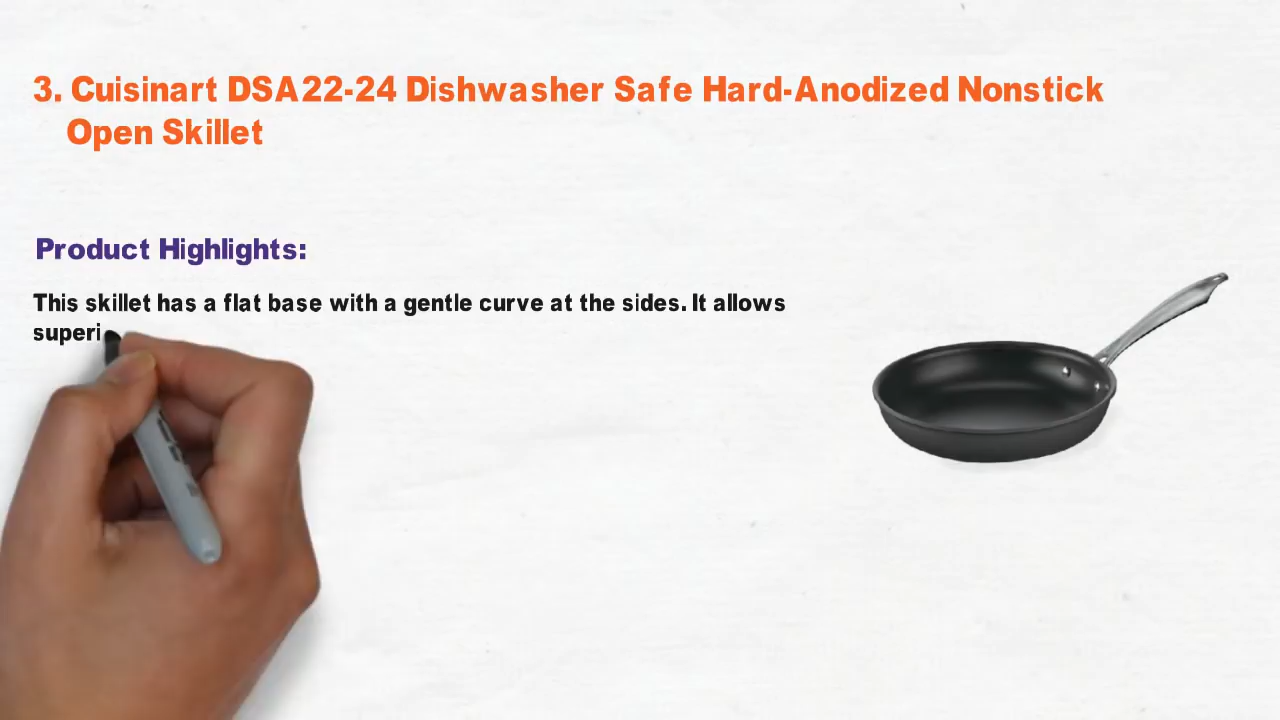 3. Cuisinart DSA22-24 Dishwasher Safe Hard-Anodized Nonstick
Open Skillet
Product Highlights:
This skillet has a flat base with a gentle curve at the sides. It allows
superi